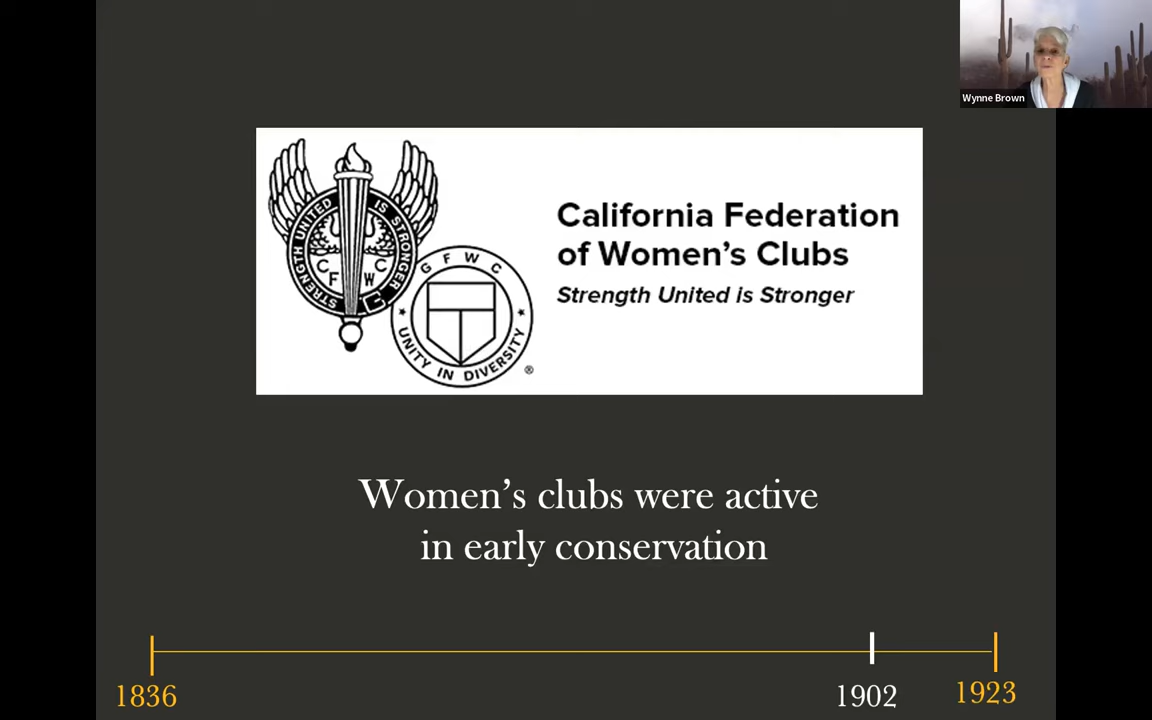 Wynne Brown
STRENGTH UNITED IS STRONGER
C F W C
GFWC
UNITY IN DIVERSITY
®
California Federation
of Women's Clubs
Strength United is Stronger
Women's clubs were active
in early conservation
1836
1902
1923